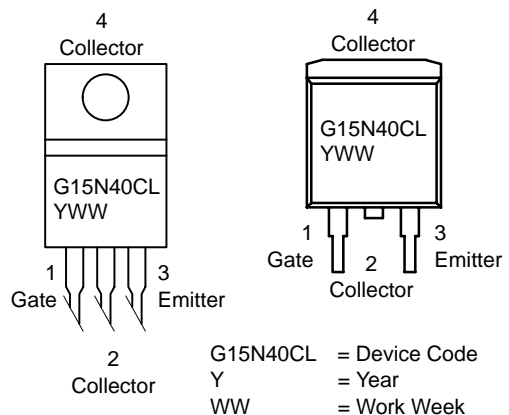 4
Collector
G15N40CL
YWW
1
Gate
3
Emitter
2
Collector
4
Collector
G15N40CL
YWW
1
Gate
2
Collector
3
Emitter
G15N40CL = Device Code
Y = Year
WW = Work Week